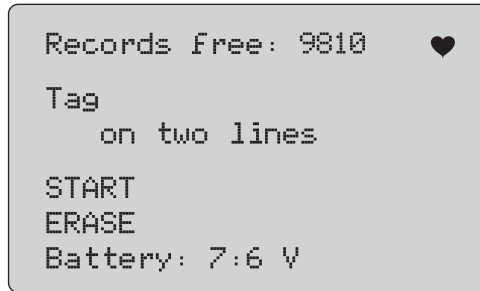 Records free: 9810 ♥
Tag
on two lines
START
ERASE
Battery: 7:6 V